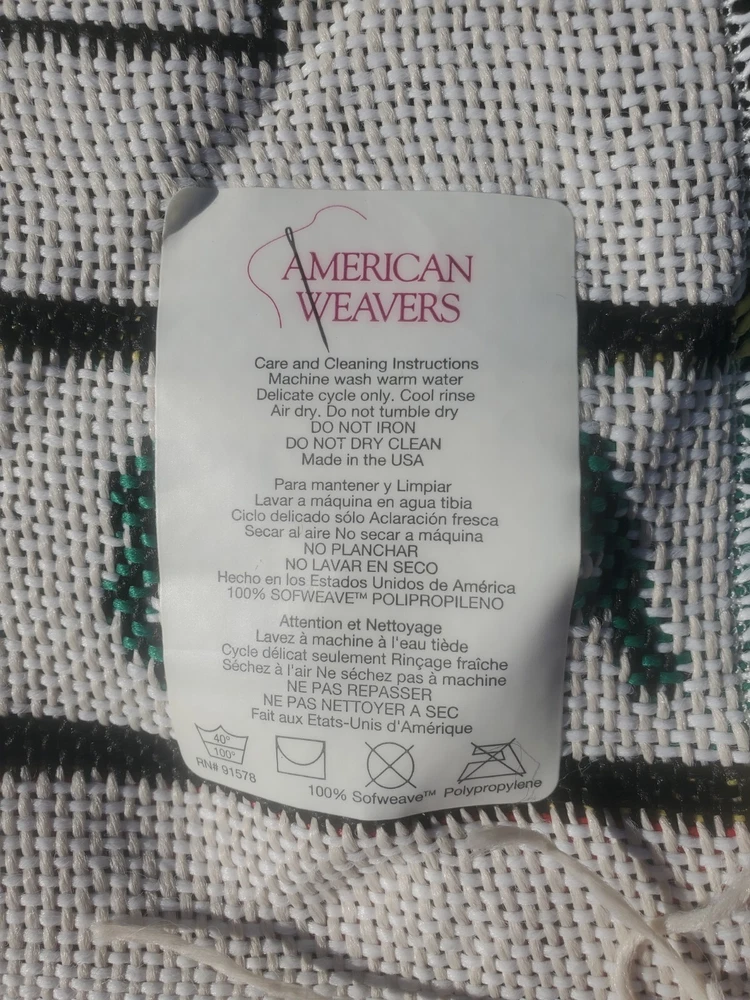 AMERICAN
WEAVERS
Care and Cleaning Instructions
Machine wash warm water
Delicate cycle only. Cool rinse
Air dry. Do not tumble dry
DO NOT IRON
DO NOT DRY CLEAN
Made in the USA
Para mantener y Limpiar
Lavar a máquina en agua tibia
Ciclo delicado sólo Aclaración fresca
Secar al aire No secar a máquina
NO PLANCHAR
NO LAVAR EN SECO
Hecho en los Estados Unidos de América
100% SOFWEAVE™ POLIPROPILENO
Attention et Nettoyage
Lavez à machine à l'eau tiède
Cycle délicat seulement Rinçage fraîche
Séchez à l'air Ne séchez pas à machine
NE PAS REPASSER
NE PAS NETTOYER A SEC
Fait aux Etats-Unis d'Amérique
40°
100°
RN# 91578
100% Sofweave™ Polypropylene